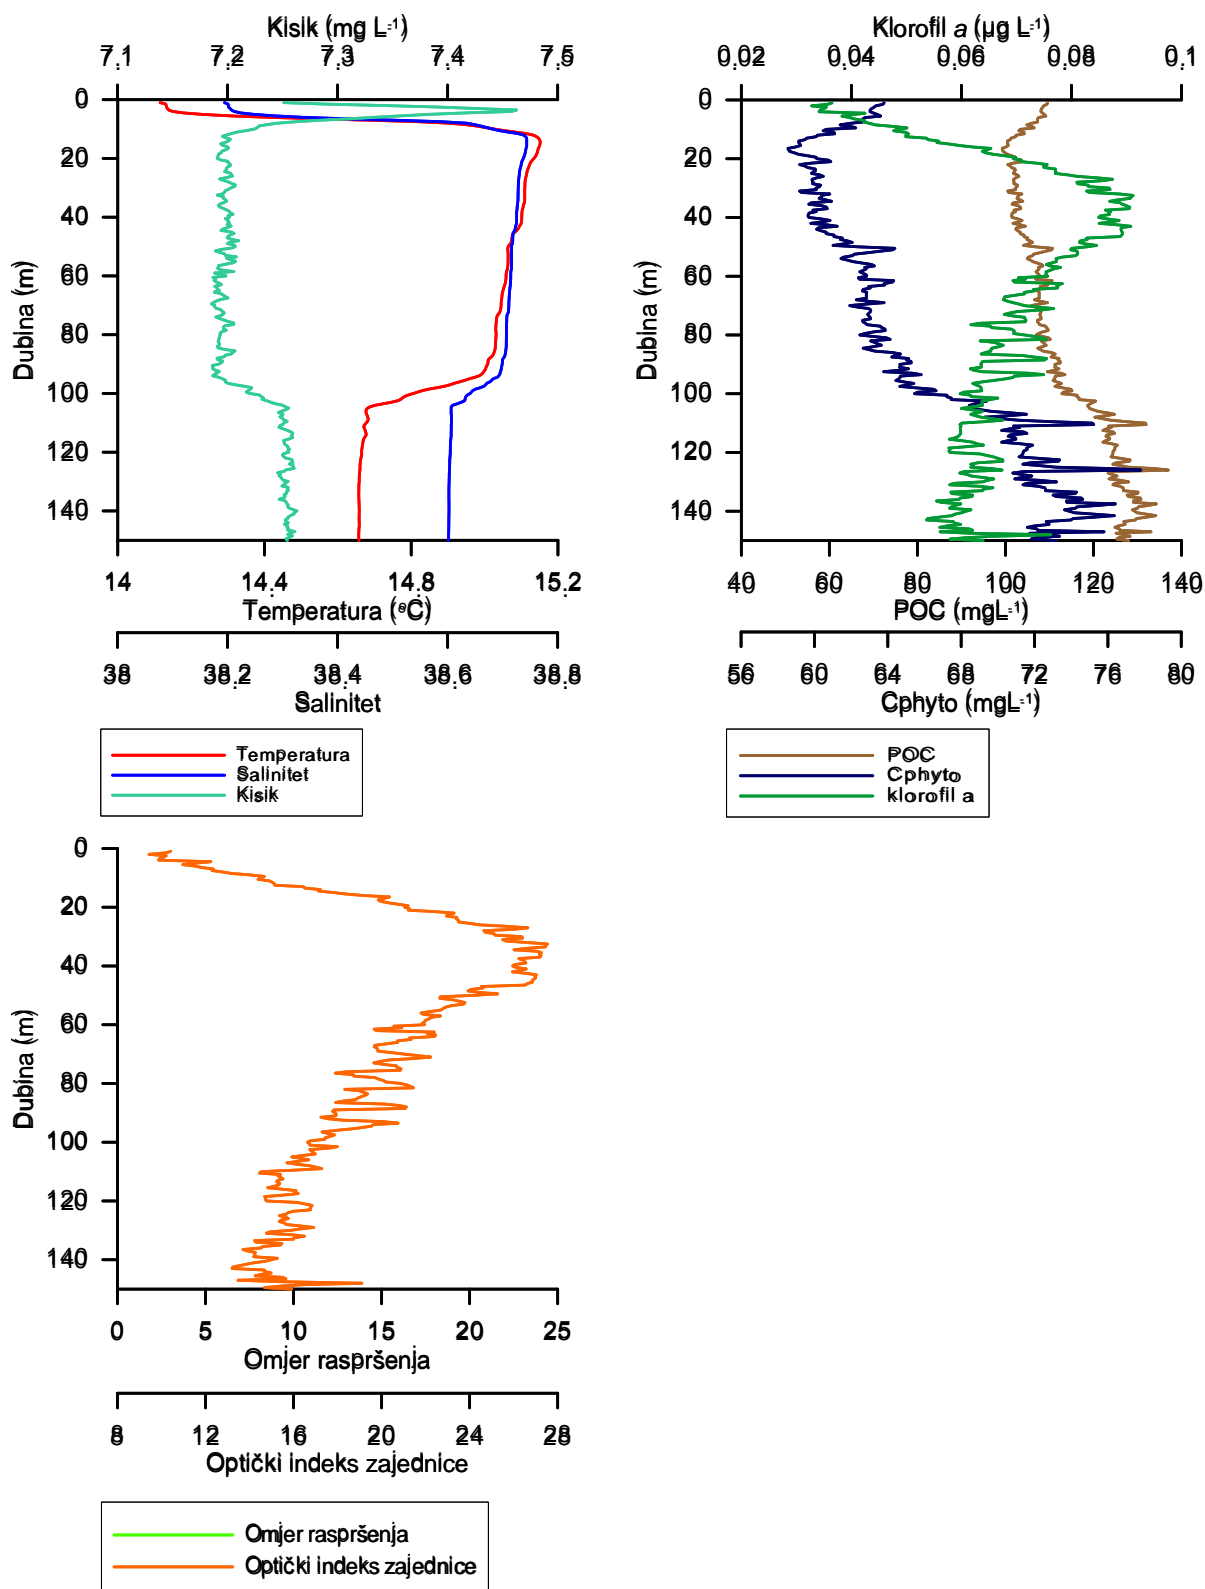 Kisik (mg L-1)
7.1 7.2 7.3 7.4 7.5
0
20
40
60
80
100
120
140
Dubina (m)
14 14.4 14.8 15.2
Temperatura (ºC)
38 38.2 38.4 38.6 38.8
Salinitet
Temperatura
Salinitet
Kisik
Klorofil a (µg L-1)
0.02 0.04 0.06 0.08 0.1
0
20
40
60
80
100
120
140
Dubina (m)
40 60 80 100 120 140
POC (mgL-1)
56 60 64 68 72 76 80
Cphyto (mgL-1)
POC
Cphyto
klorofil a
0
20
40
60
80
100
120
140
Dubina (m)
0 5 10 15 20 25
Omjer raspršenja
8 12 16 20 24 28
Optički indeks zajednice
Omjer raspršenja
Optički indeks zajednice